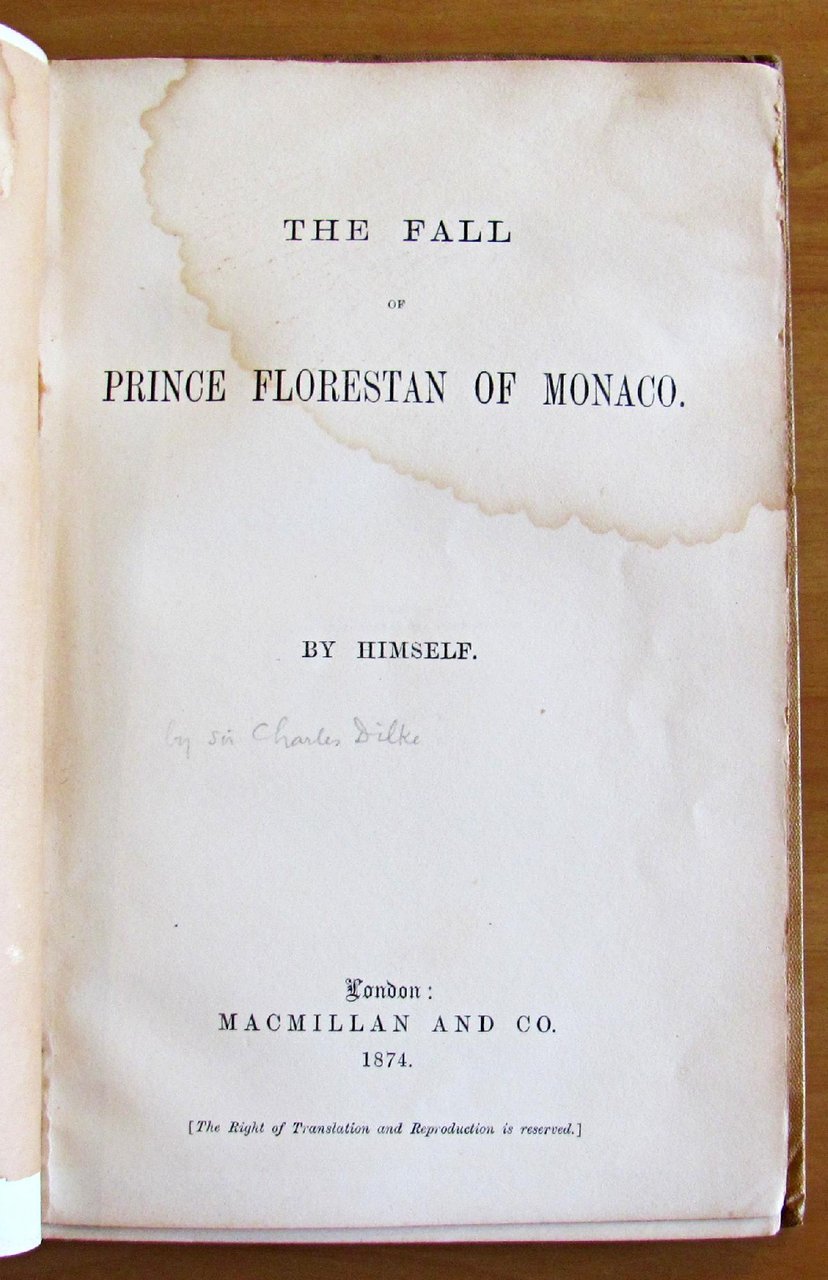 THE FALL
OF
PRINCE FLORESTAN OF MONACO.
BY HIMSELF.
by sir Charles Dilke
London:
MACMILLAN AND CO.
1874.
[The Right of Translation and Reproduction is reserved.]